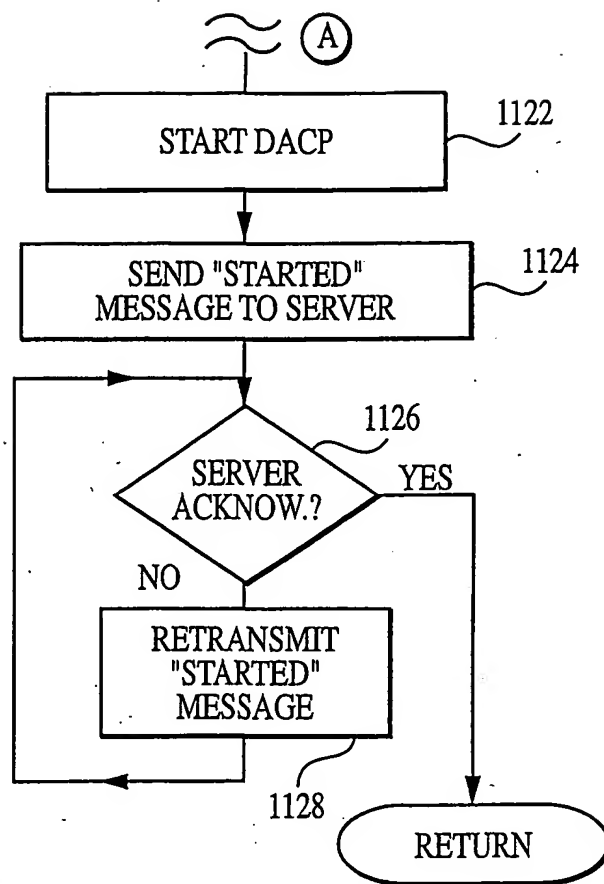 A
START DACP
1122
SEND "STARTED"
MESSAGE TO SERVER
1124
SERVER
ACKNOW.?
1126
YES
NO
RETRANSMIT
"STARTED"
MESSAGE
1128
RETURN